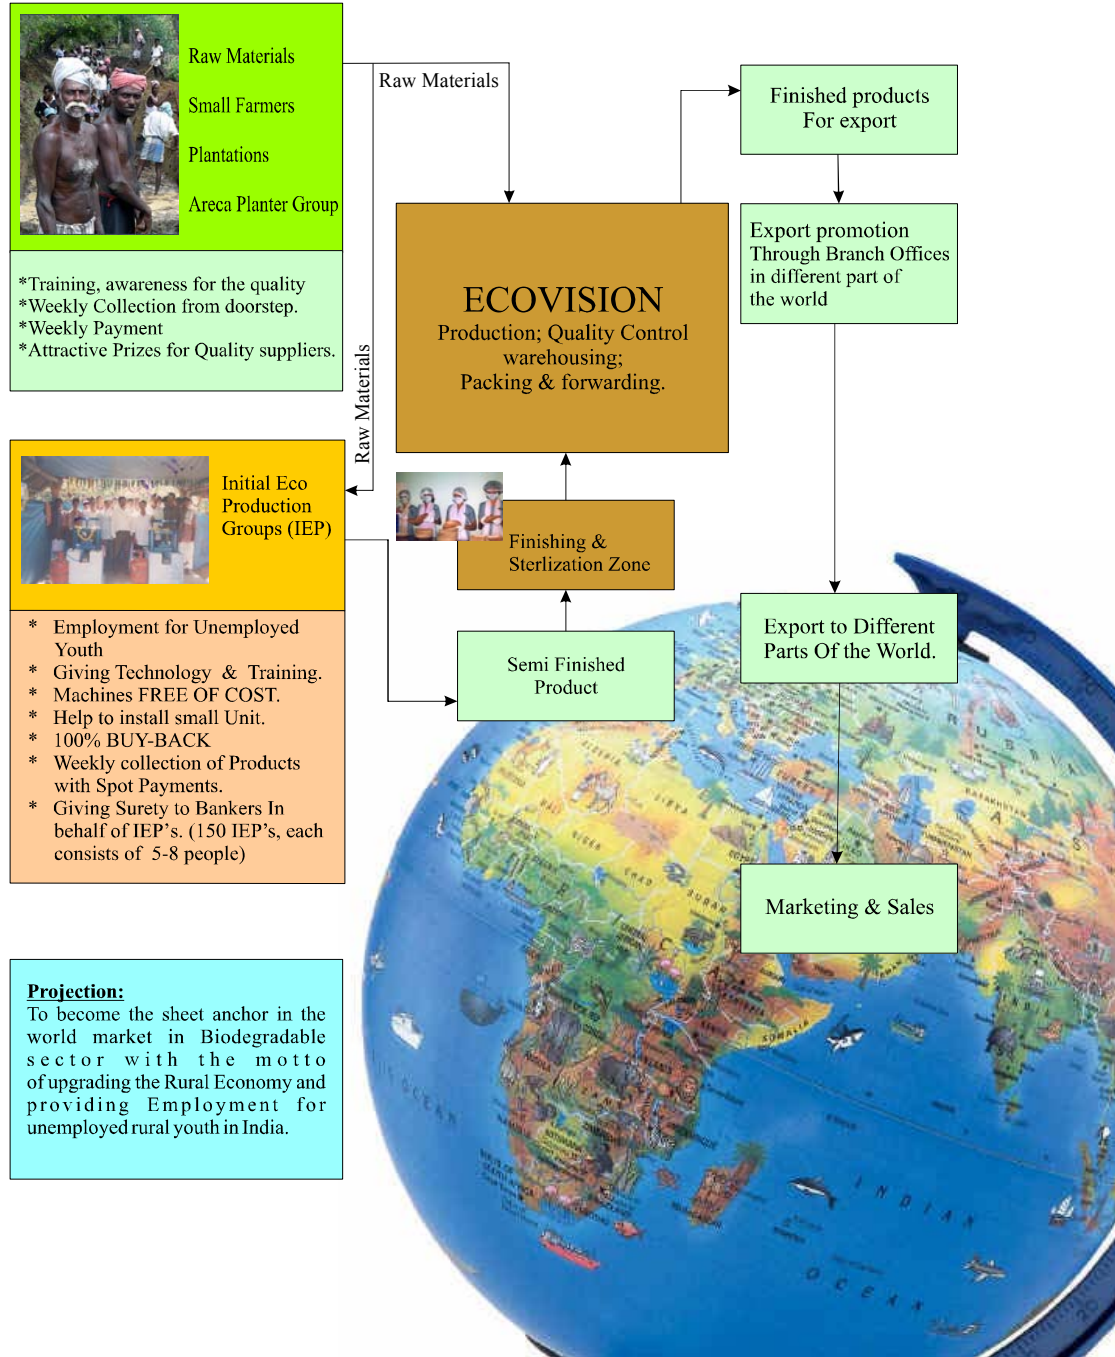 Raw Materials
Small Farmers
Plantations
Areca Planter Group
*Training, awareness for the quality
*Weekly Collection from doorstep.
*Weekly Payment
*Attractive Prizes for Quality suppliers.
Raw Materials
Raw Materials
Initial Eco
Production
Groups (IEP)
* Employment for Unemployed
Youth
* Giving Technology & Training.
* Machines FREE OF COST.
* Help to install small Unit.
* 100% BUY-BACK
* Weekly collection of Products
with Spot Payments.
* Giving Surety to Bankers In
behalf of IEP's. (150 IEP's, each
consists of 5-8 people)
Projection:
To become the sheet anchor in the
world market in Biodegradable
sector with the motto
of upgrading the Rural Economy and
providing Employment for
unemployed rural youth in India.
ECOVISION
Production; Quality Control
warehousing;
Packing & forwarding.
Finishing &
Sterlization Zone
Semi Finished
Product
Finished products
For export
Export promotion
Through Branch Offices
in different part of
the world
Export to Different
Parts Of the World.
Marketing & Sales
LIBYA
NIGER
CHAD
SOMALIA
INDIA
INDIAN
OCEAN
OCEAN
20